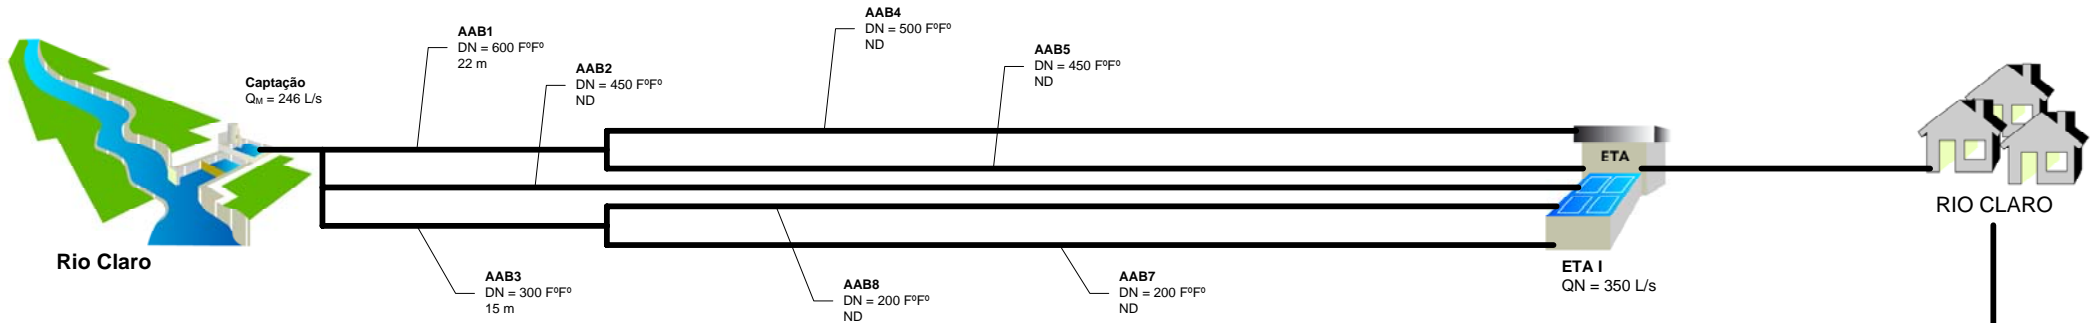 AAB4
DN = 500 FºFº
ND
AAB1
DN = 600 FºFº
22 m
AAB5
DN = 450 FºFº
ND
AAB2
DN = 450 FºFº
ND
Captação
QM = 246 L/s
ETA
RIO CLARO
Rio Claro
ETA I
QN = 350 L/s
AAB3
DN = 300 FºFº
15 m
AAB8
DN = 200 FºFº
ND
AAB7
DN = 200 FºFº
ND